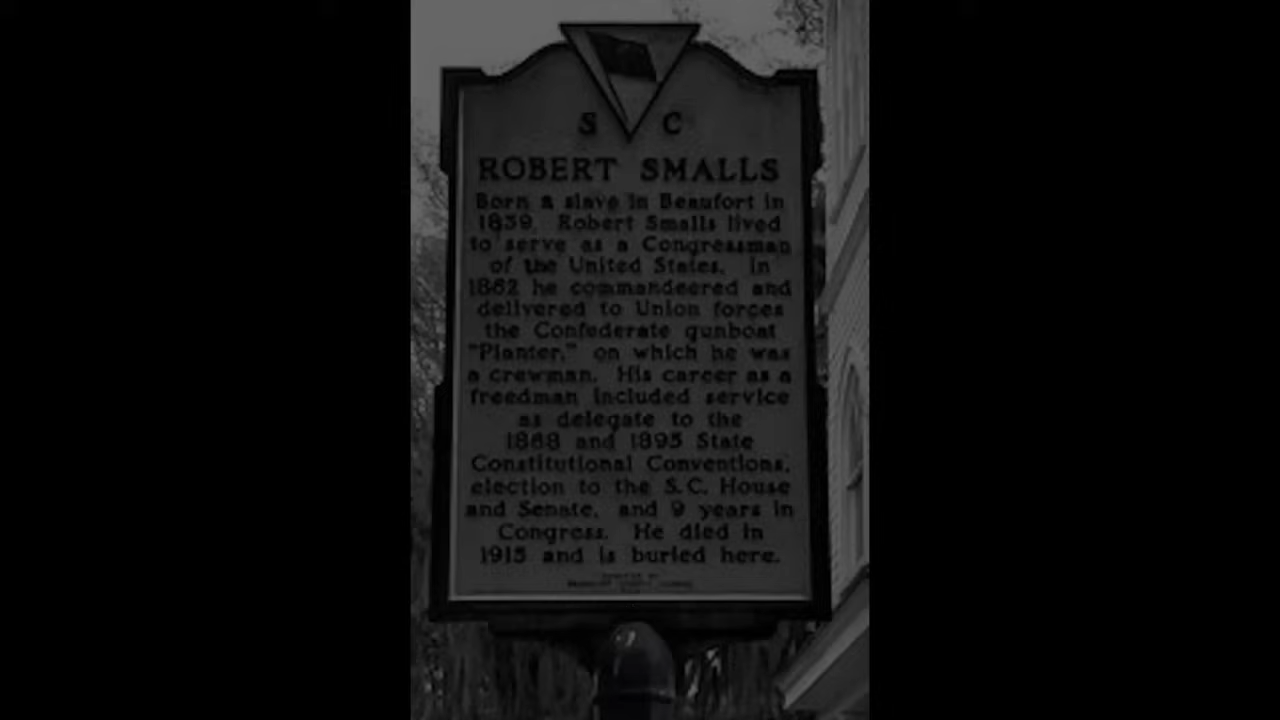 S C
ROBERT SMALLS
Born a slave in Beaufort in
1839, Robert Smalls lived
to serve as a Congressman
of the United States. In
1862 he commandeered and
delivered to Union forces
the Confederate gunboat
"Planter," on which he was
a crewman. His career as a
freedman included service
as delegate to the
1868 and 1895 State
Constitutional Conventions,
election to the S.C. House
and Senate, and 9 years in
Congress. He died in
1915 and is buried here.